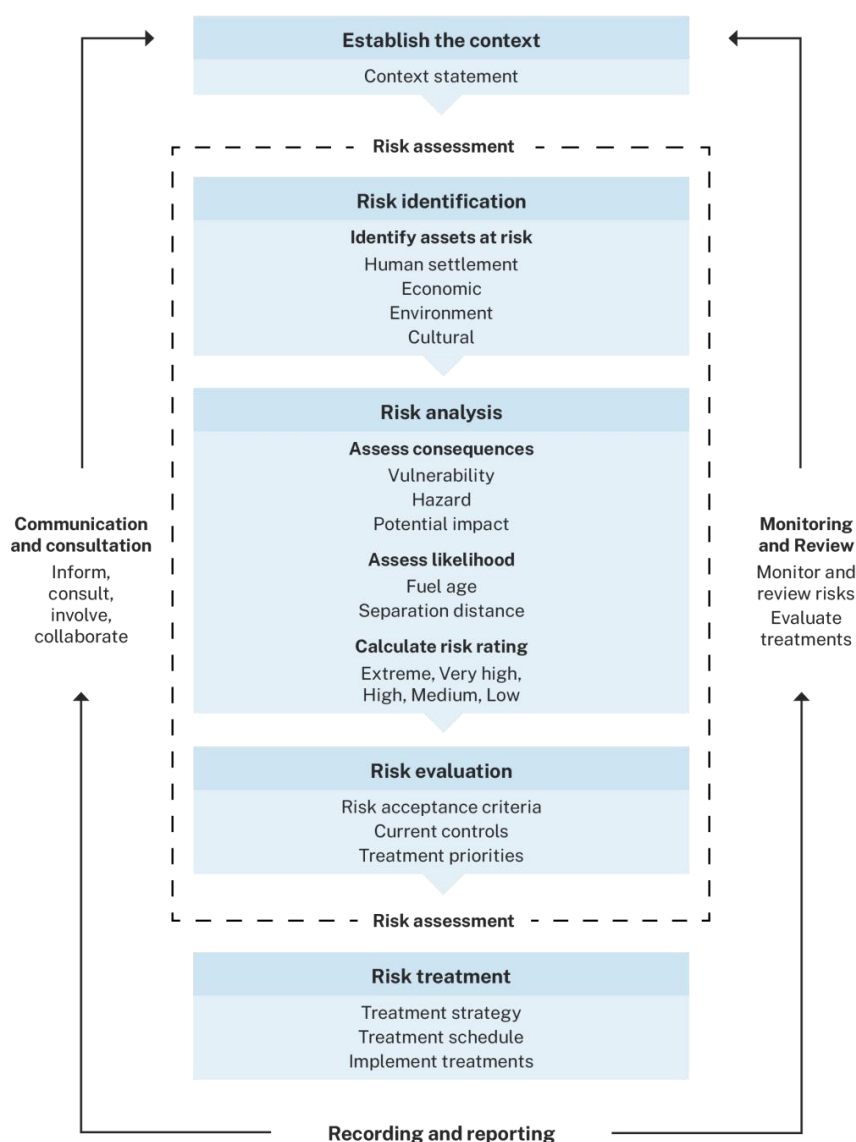 Establish the context
Context statement
Risk assessment
Risk identification
Identify assets at risk
Human settlement
Economic
Environment
Cultural
Risk analysis
Assess consequences
Vulnerability
Hazard
Potential impact
Assess likelihood
Fuel age
Separation distance
Calculate risk rating
Extreme, Very high,
High, Medium, Low
Risk evaluation
Risk acceptance criteria
Current controls
Treatment priorities
Risk assessment
Risk treatment
Treatment strategy
Treatment schedule
Implement treatments
Communication
and consultation
Inform,
consult,
involve,
collaborate
Monitoring
and Review
Monitor and
review risks
Evaluate
treatments
Recording and reporting